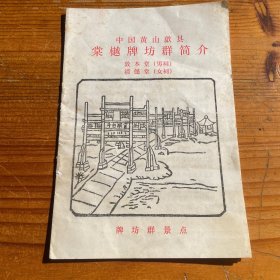 中国黄山歙县
棠樾牌坊群简介
敦本堂(男祠)
清懿堂(女祠)
牌坊群景点